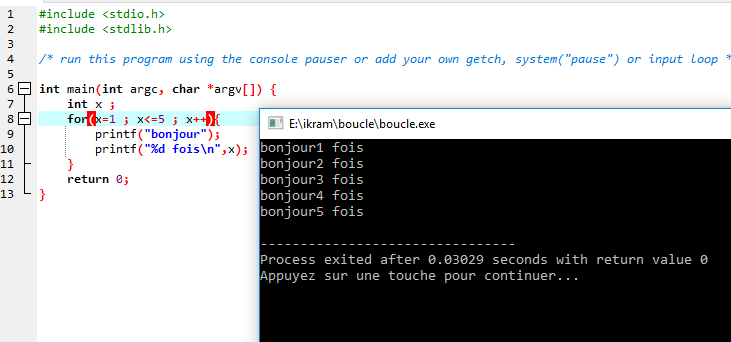 1 #include <stdio.h>
2 #include <stdlib.h>
3
4 /* run this program using the console pauser or add your own getch, system("pause") or input loop *
5
6 int main(int argc, char *argv[]) {
7 int x ;
8 for(x=1 ; x<=5 ; x++){
9 printf("bonjour");
10 printf("%d fois\n",x);
11 }
12 return 0;
13 }
E:\ikram\boucle\boucle.exe
bonjour1 fois
bonjour2 fois
bonjour3 fois
bonjour4 fois
bonjour5 fois
--------------------------------
Process exited after 0.03029 seconds with return value 0
Appuyez sur une touche pour continuer...